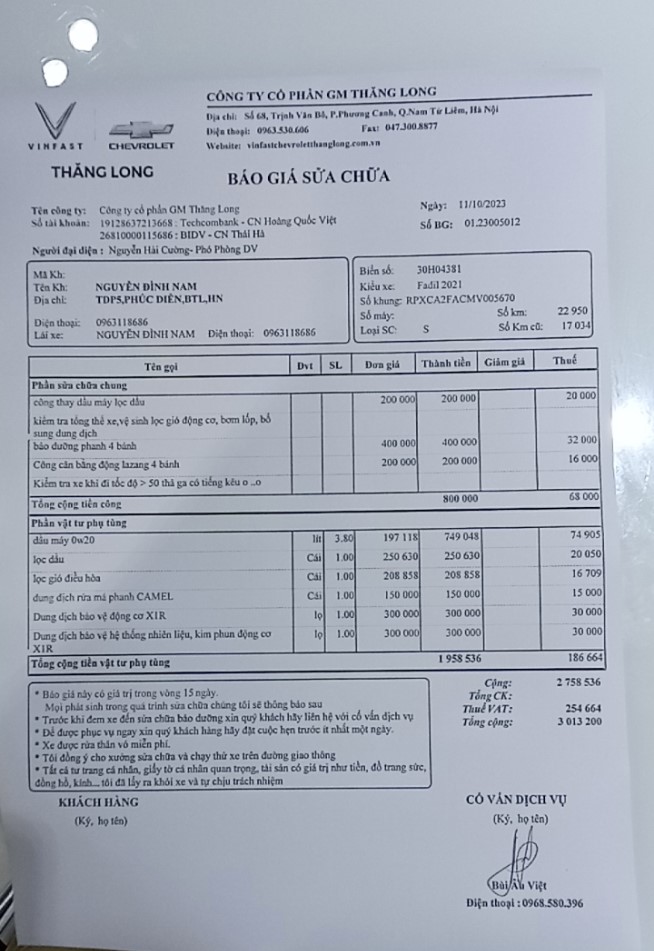 VINFAST
CHEVROLET
THĂNG LONG
CÔNG TY CỔ PHẦN GM THĂNG LONG
Địa chỉ: Số 68, Trịnh Văn Bô, P.Phương Canh, Q.Nam Từ Liêm, Hà Nội
Điện thoại: 0963.530.606 Fax: 047.300.8877
Website: vinfastchevroletthanglong.com.vn
BÁO GIÁ SỬA CHỮA
Ngày: 11/10/2023
Số BG: 01.23005012
Tên công ty: Công ty cổ phần GM Thăng Long
Số tài khoản: 19128637213668 : Techcombank - CN Hoàng Quốc Việt
26810000115686 : BIDV - CN Thái Hà
Người đại diện : Nguyễn Hải Cường- Phó Phòng DV
Mã Kh:
Tên Kh: NGUYỄN ĐÌNH NAM
Địa chỉ: TDP5,PHÚC DIỄN,BTL,HN
Điện thoại: 0963118686
Lái xe: NGUYỄN ĐÌNH NAM Điện thoại: 0963118686
Biển số: 30H04381
Kiểu xe: Fadil 2021
Số khung: RPXCA2FACMV005670
Số máy: Số km: 22 950
Loại SC: S Số Km cũ: 17 034
Tên gọi Đvt SL Đơn giá Thành tiền Giảm giá Thuế
Phần sửa chữa chung
công thay dầu máy lọc dầu 200 000 200 000 20 000
kiểm tra tổng thể xe,vệ sinh lọc gió động cơ, bơm lốp, bổ
sung dung dịch
bảo dưỡng phanh 4 bánh 400 000 400 000 32 000
Công cân bằng động lazang 4 bánh 200 000 200 000 16 000
Kiểm tra xe khi đi tốc độ > 50 thả ga có tiếng kêu o ..o
Tổng cộng tiền công 800 000 68 000
Phần vật tư phụ tùng
dầu máy 0w20 lít 3.80 197 118 749 048 74 905
lọc dầu Cái 1.00 250 630 250 630 20 050
lọc gió điều hòa Cái 1.00 208 858 208 858 16 709
dung dịch rửa má phanh CAMEL Cái 1.00 150 000 150 000 15 000
Dung dịch bảo vệ động cơ XIR lọ 1.00 300 000 300 000 30 000
Dung dịch bảo vệ hệ thống nhiên liệu, kim phun động cơ lọ 1.00 300 000 300 000 30 000
XIR
Tổng cộng tiền vật tư phụ tùng 1 958 536 186 664
Cộng: 2 758 536
Tổng CK:
Thuế VAT: 254 664
Tổng cộng: 3 013 200
* Báo giá này có giá trị trong vòng 15 ngày.
Mọi phát sinh trong quá trình sửa chữa chúng tôi sẽ thông báo sau
* Trước khi đem xe đến sửa chữa bảo dưỡng xin quý khách hãy liên hệ với cố vấn dịch vụ
* Để được phục vụ ngay xin quý khách hàng hãy đặt cuộc hẹn trước ít nhất một ngày.
* Xe được rửa thân vỏ miễn phí.
* Tôi đồng ý cho xưởng sửa chữa và chạy thử xe trên đường giao thông
* Tất cả tư trang cá nhân, giấy tờ cá nhân quan trọng, tài sản có giá trị như tiền, đồ trang sức,
đồng hồ, kính.... tôi đã lấy ra khỏi xe và tự chịu trách nhiệm
KHÁCH HÀNG
(Ký, họ tên)
CỐ VẤN DỊCH VỤ
(Ký, họ tên)
Bùi Âu Việt
Điện thoại : 0968.580.396